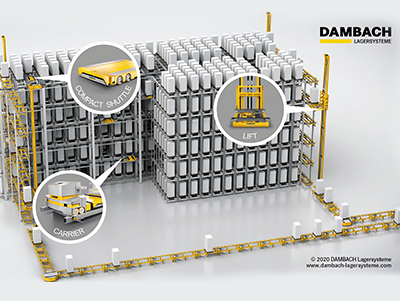 DAMBACH
LAGERSYSTEME
COMPACT SHUTTLE
LIFT
CARRIER
© 2020 DAMBACH Lagersysteme
www.dambach-lagersysteme.com